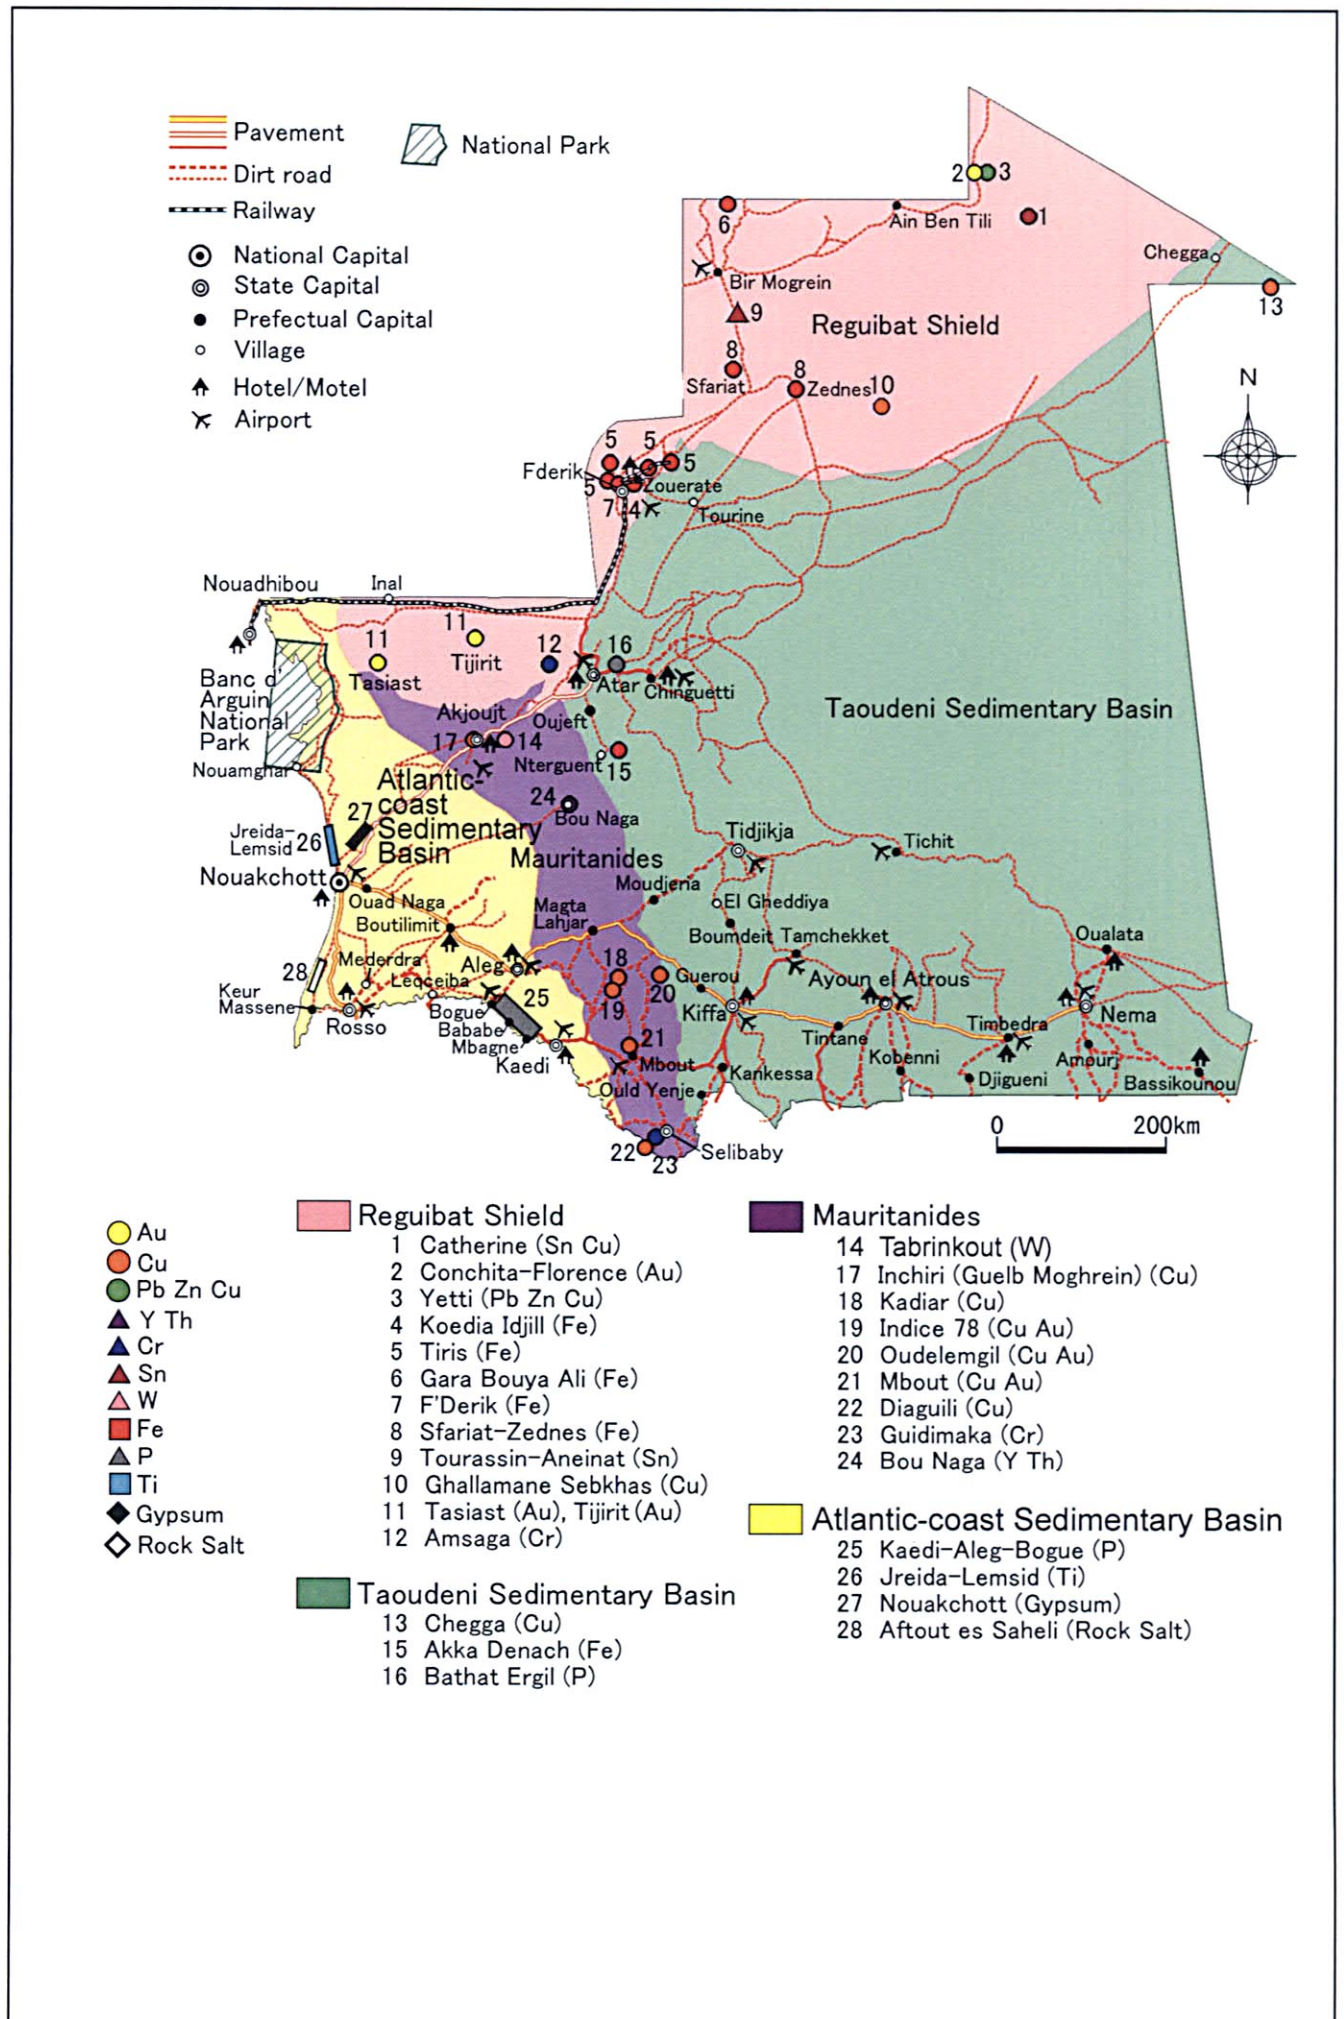 Pavement
National Park
Dirt road
Railway
National Capital
State Capital
Prefectual Capital
Village
Hotel/Motel
Airport
N
2
3
1
6
Ain Ben Tili
Chegga
Bir Mogrein
13
9
Reguibat Shield
8
Sfariat
8
Zednes
10
5
5
5
Fderik
5
Zouerate
7
4
Tourine
Nouadhibou
Inal
11
11
12
16
Tijirit
Tasiast
Atar
Chinguetti
Banc d'
Arguin
National
Park
Akjoujt
Oujeft
Taoudeni Sedimentary Basin
17
14
Nterguent
15
Nouamghar
Atlantic-
coast
Sedimentary
Basin
24
Bou Naga
27
Jreida-
Lemsid
26
Mauritanides
Tidjikja
Tichit
Nouakchott
Moudjena
Ouad Naga
El Gheddiya
Boutilimit
Magta
Lahjar
Boumdeit
Tamchekket
Oualata
Mederdra
Aleg
18
28
Leqceiba
Guerou
Ayoun el Atrous
Keur
Massene
19
20
25
Kiffa
Nema
Rosso
Bogue
Bababe
Mbagne
Timbedra
Tintane
Kaedi
21
Mbout
Kobenni
Amourj
Kankessa
Djigueni
Bassikounou
Ould Yenje
0
200km
22
23
Selibaby
Au
Cu
Pb Zn Cu
Y Th
Cr
Sn
W
Fe
P
Ti
Gypsum
Rock Salt
Reguibat Shield
1 Catherine (Sn Cu)
2 Conchita-Florence (Au)
3 Yetti (Pb Zn Cu)
4 Koedia Idjill (Fe)
5 Tiris (Fe)
6 Gara Bouya Ali (Fe)
7 F'Derik (Fe)
8 Sfariat-Zednes (Fe)
9 Tourassin-Aneinat (Sn)
10 Ghallamane Sebkhas (Cu)
11 Tasiast (Au), Tijirit (Au)
12 Amsaga (Cr)
Taoudeni Sedimentary Basin
13 Chegga (Cu)
15 Akka Denach (Fe)
16 Bathat Ergil (P)
Mauritanides
14 Tabrinkout (W)
17 Inchiri (Guelb Moghrein) (Cu)
18 Kadiar (Cu)
19 Indice 78 (Cu Au)
20 Oudelemgil (Cu Au)
21 Mbout (Cu Au)
22 Diaguili (Cu)
23 Guidimaka (Cr)
24 Bou Naga (Y Th)
Atlantic-coast Sedimentary Basin
25 Kaedi-Aleg-Bogue (P)
26 Jreida-Lemsid (Ti)
27 Nouakchott (Gypsum)
28 Aftout es Saheli (Rock Salt)